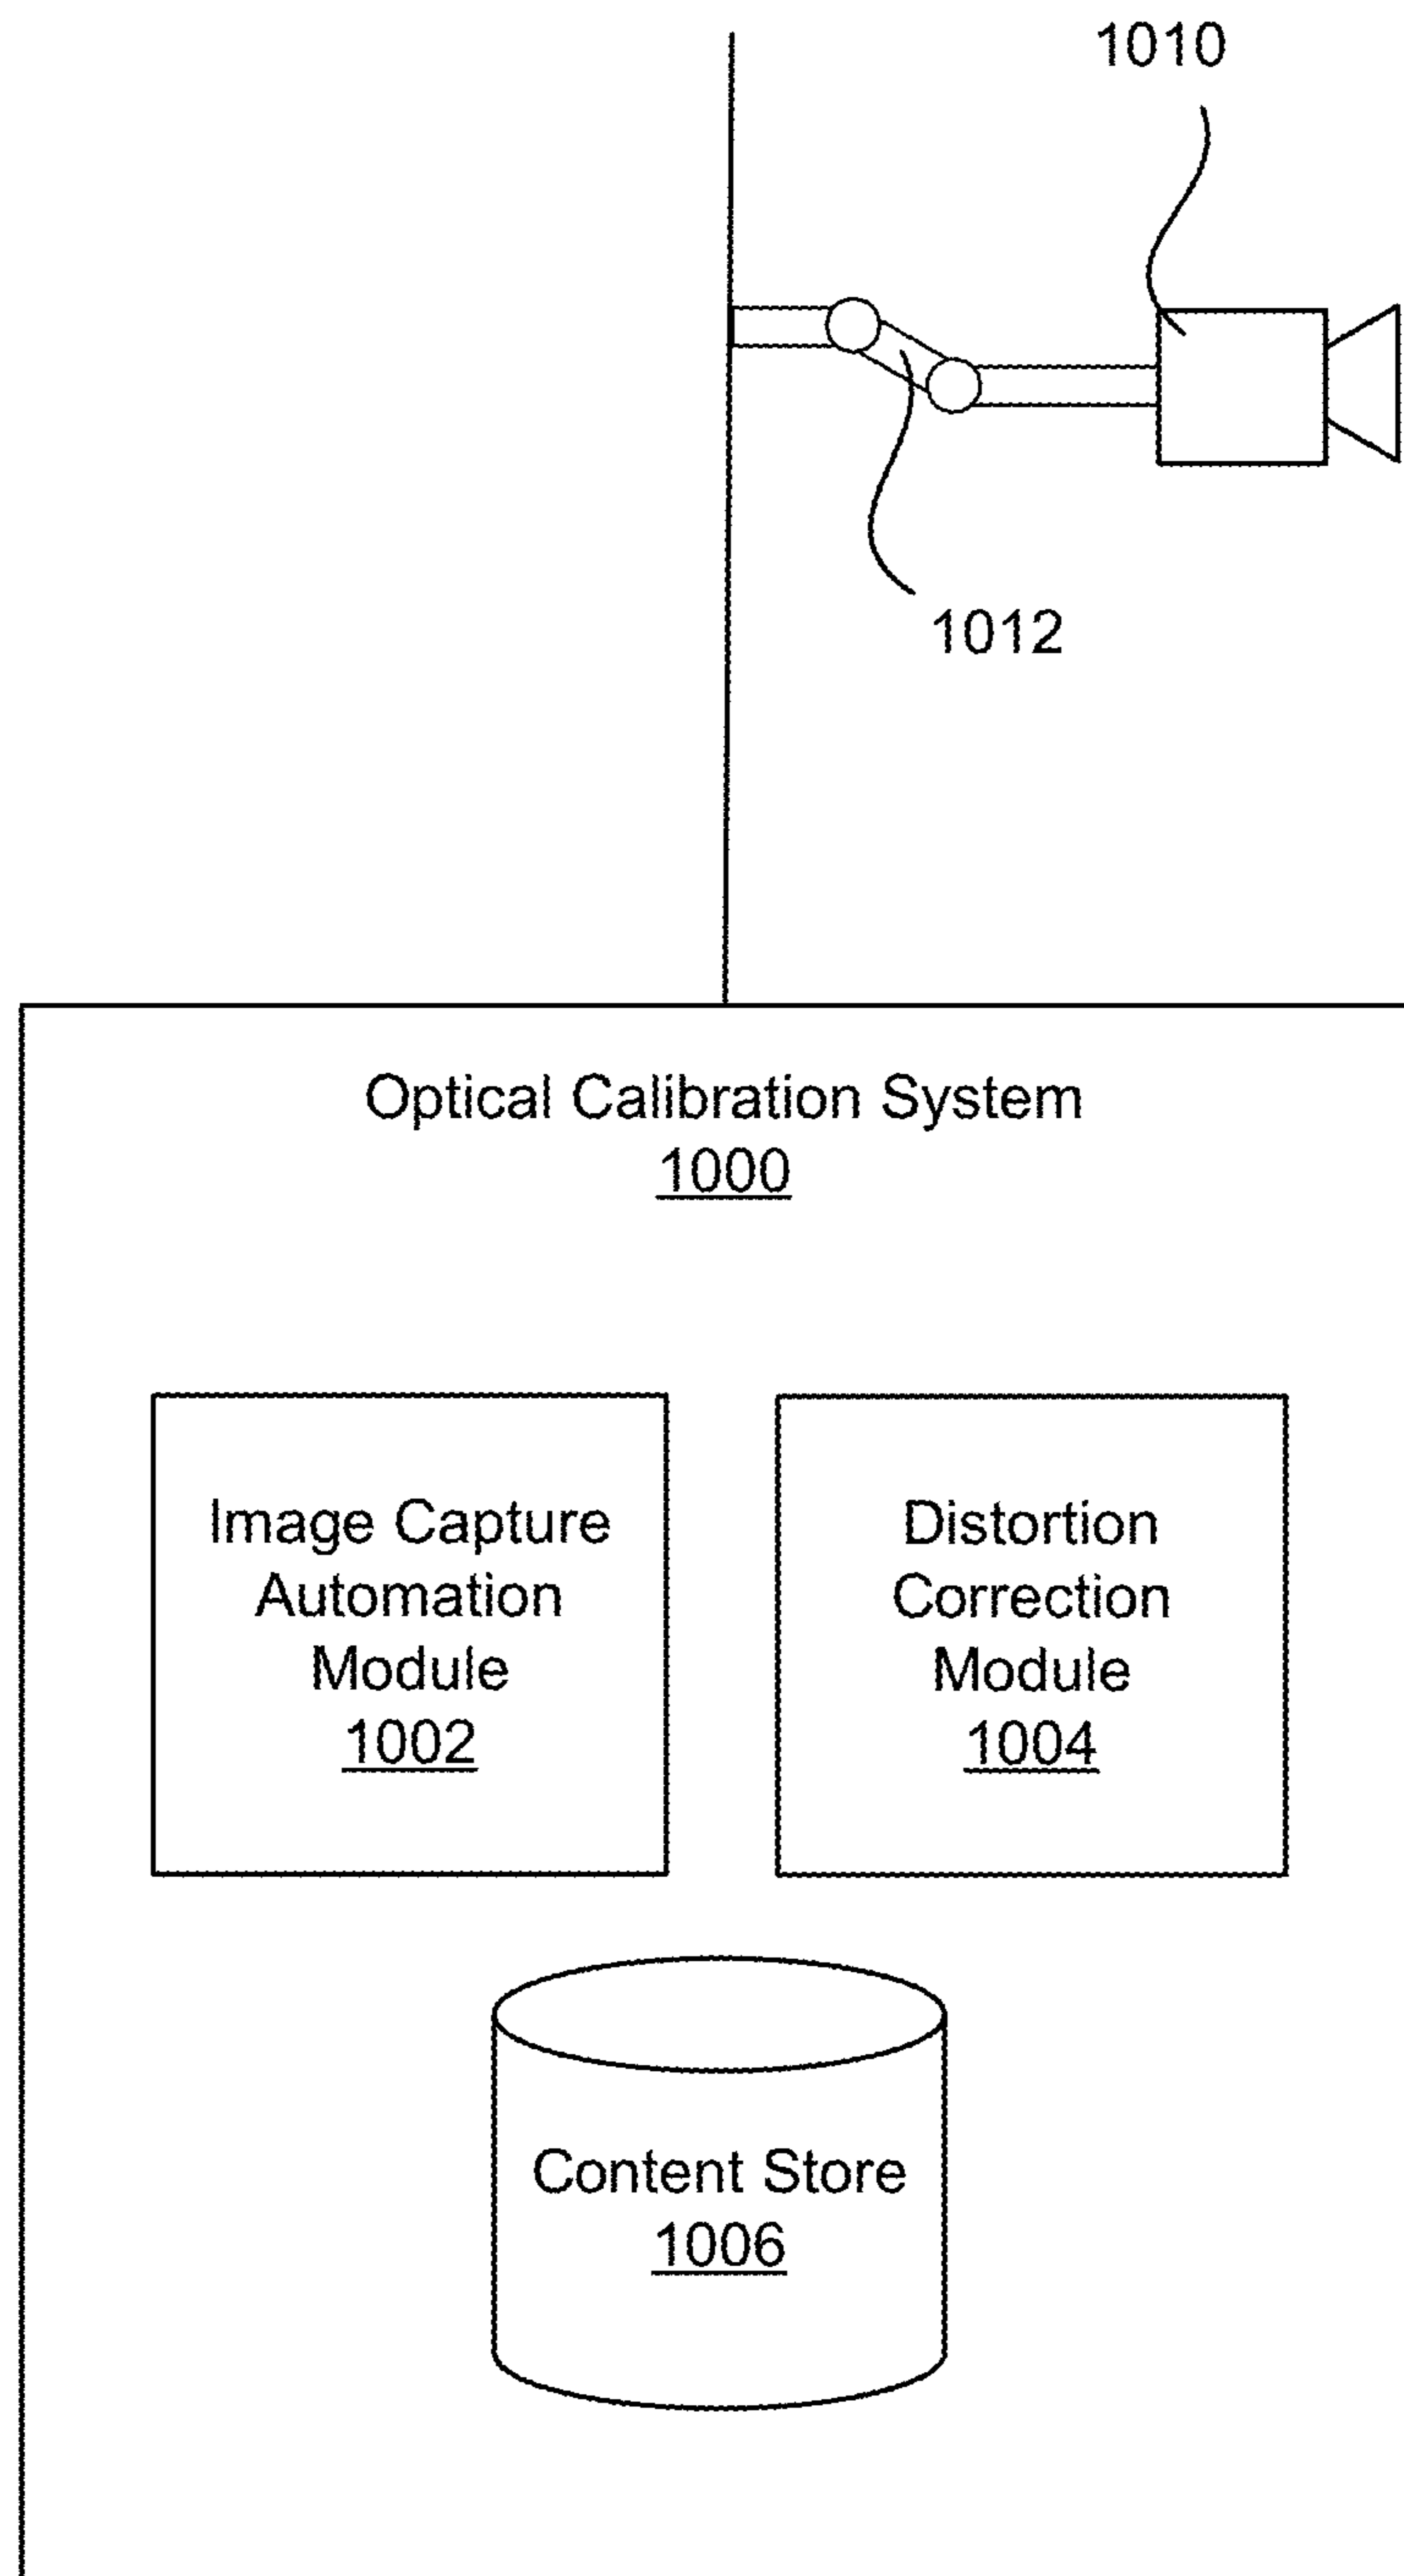 1010
1012
Optical Calibration System
1000
Image Capture
Automation
Module
1002
Distortion
Correction
Module
1004
Content Store
1006